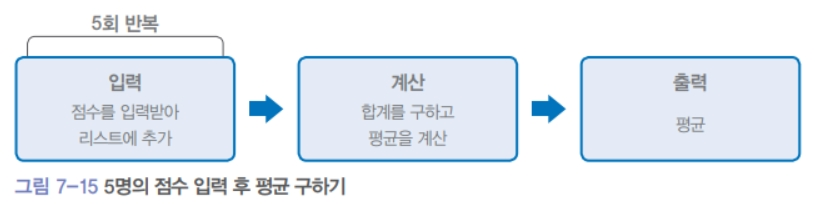 5회 반복
입력
점수를 입력받아
리스트에 추가
계산
합계를 구하고
평균을 계산
출력
평균
그림 7-15 5명의 점수 입력 후 평균 구하기